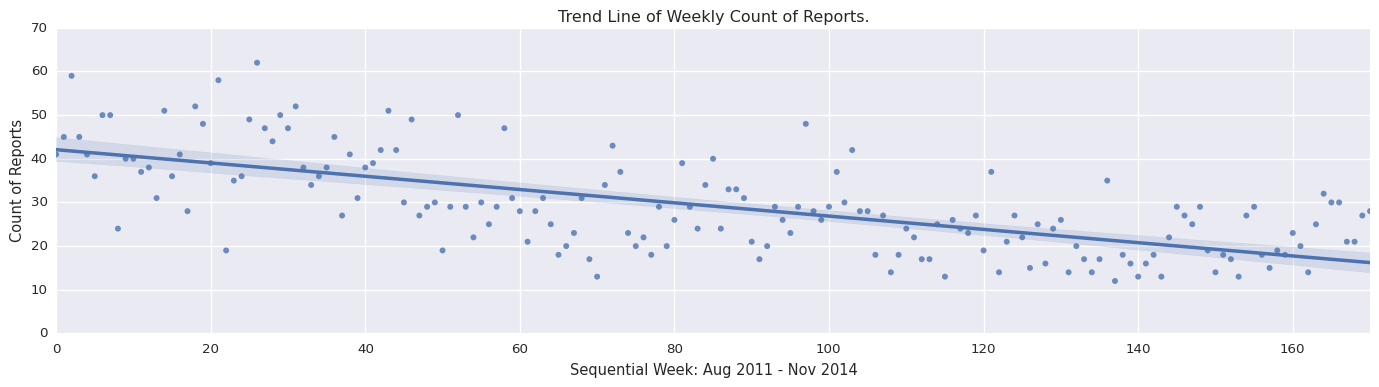 Trend Line of Weekly Count of Reports.
70
60
50
40
30
20
10
0
Count of Reports
0 20 40 60 80 100 120 140 160
Sequential Week: Aug 2011 - Nov 2014